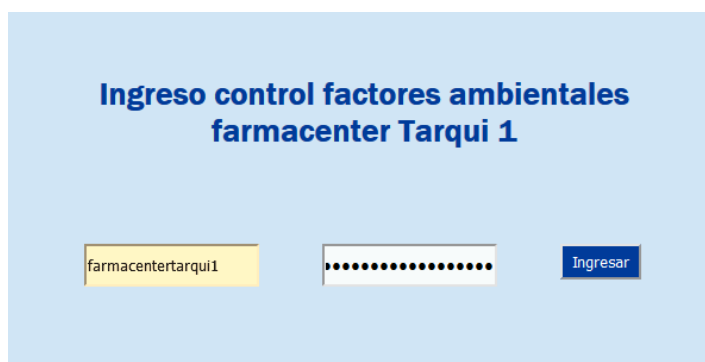 Ingreso control factores ambientales
farmacenter Tarqui 1
farmacentertarqui1
Ingresar